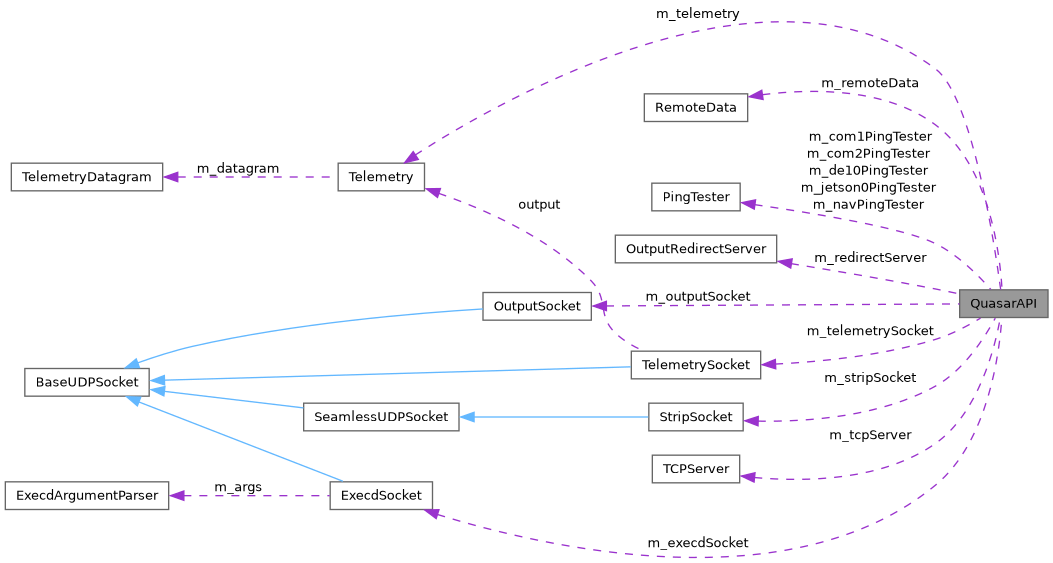 m_telemetry
m_remoteData
RemoteData
m_com1PingTester
m_com2PingTester
m_de10PingTester
m_jetson0PingTester
m_navPingTester
m_datagram
TelemetryDatagram
Telemetry
PingTester
output
OutputRedirectServer
m_redirectServer
m_outputSocket
OutputSocket
QuasarAPI
m_telemetrySocket
TelemetrySocket
m_stripSocket
BaseUDPSocket
SeamlessUDPSocket
StripSocket
m_tcpServer
TCPServer
m_args
ExecdArgumentParser
ExecdSocket
m_execdSocket